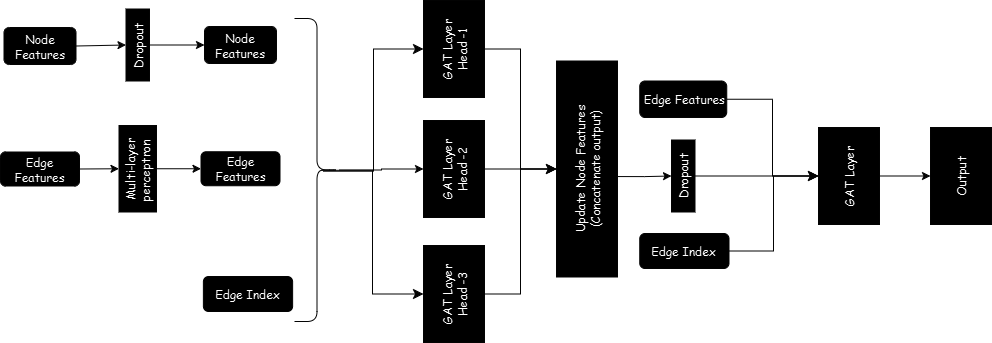 Node
Features
Dropout
Node
Features
Edge
Features
Multi-layer
perceptron
Edge
Features
Edge Index
GAT Layer
Head -1
GAT Layer
Head -2
GAT Layer
Head -3
Update Node Features
(Concatenate output)
Edge Features
Dropout
Edge Index
GAT Layer
Output